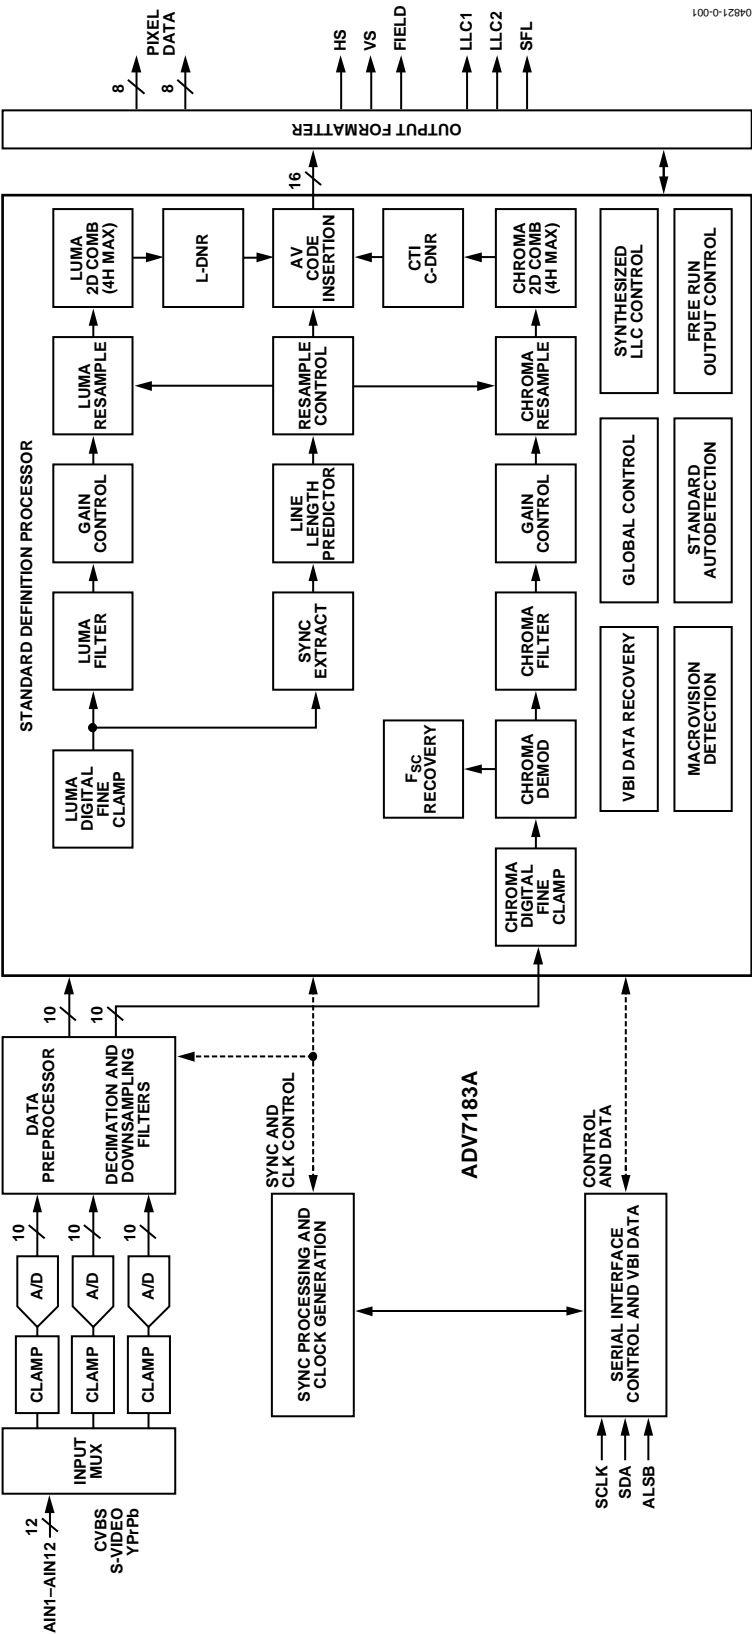 AIN1–AIN12
12
CVBS
S-VIDEO
YPrPb
INPUT
MUX
CLAMP
A/D
10
CLAMP
A/D
10
CLAMP
A/D
10
DATA
PREPROCESSOR
DECIMATION AND
DOWNSAMPLING
FILTERS
10
10
STANDARD DEFINITION PROCESSOR
LUMA
DIGITAL
FINE
CLAMP
LUMA
FILTER
GAIN
CONTROL
LUMA
RESAMPLE
LUMA
2D COMB
(4H MAX)
L-DNR
SYNC
EXTRACT
LINE
LENGTH
PREDICTOR
RESAMPLE
CONTROL
AV
CODE
INSERTION
16
FSC
RECOVERY
CTI
C-DNR
CHROMA
DIGITAL
FINE
CLAMP
CHROMA
DEMOD
CHROMA
FILTER
GAIN
CONTROL
CHROMA
RESAMPLE
CHROMA
2D COMB
(4H MAX)
VBI DATA RECOVERY
GLOBAL CONTROL
SYNTHESIZED
LLC CONTROL
MACROVISION
DETECTION
STANDARD
AUTODETECTION
FREE RUN
OUTPUT CONTROL
OUTPUT FORMATTER
8
8
PIXEL
DATA
HS
VS
FIELD
LLC1
LLC2
SFL
SYNC PROCESSING AND
CLOCK GENERATION
SYNC AND
CLK CONTROL
ADV7183A
SCLK
SDA
ALSB
SERIAL INTERFACE
CONTROL AND VBI DATA
CONTROL
AND DATA
04821-0-001